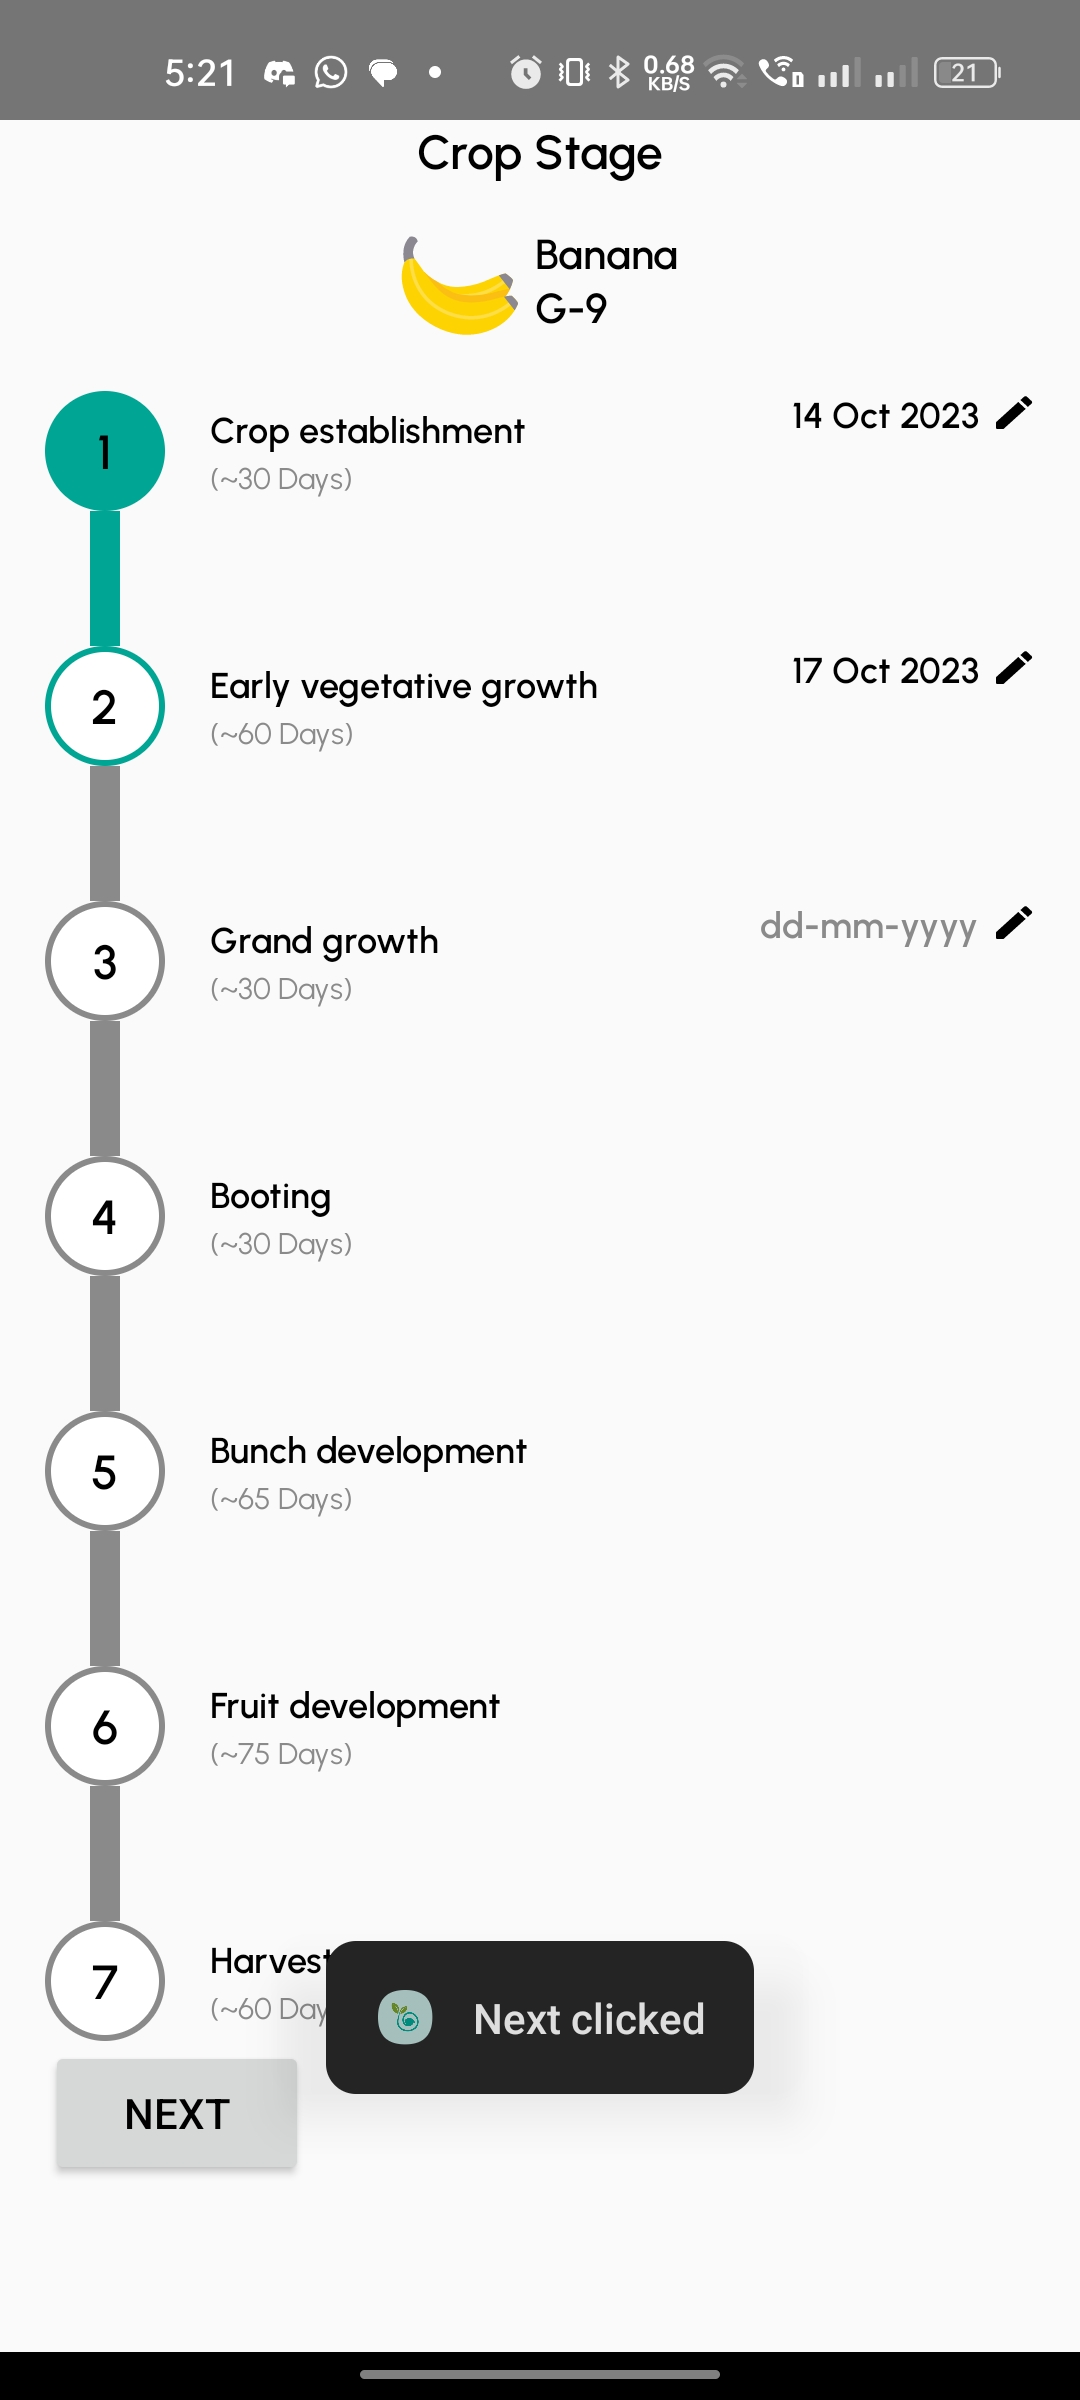 5:21 0.68 KB/S 21
Crop Stage
Banana
G-9
1 Crop establishment 14 Oct 2023
(~30 Days)
2 Early vegetative growth 17 Oct 2023
(~60 Days)
3 Grand growth dd-mm-yyyy
(~30 Days)
4 Booting
(~30 Days)
5 Bunch development
(~65 Days)
6 Fruit development
(~75 Days)
7 Harvest
(~60 Day
Next clicked
NEXT